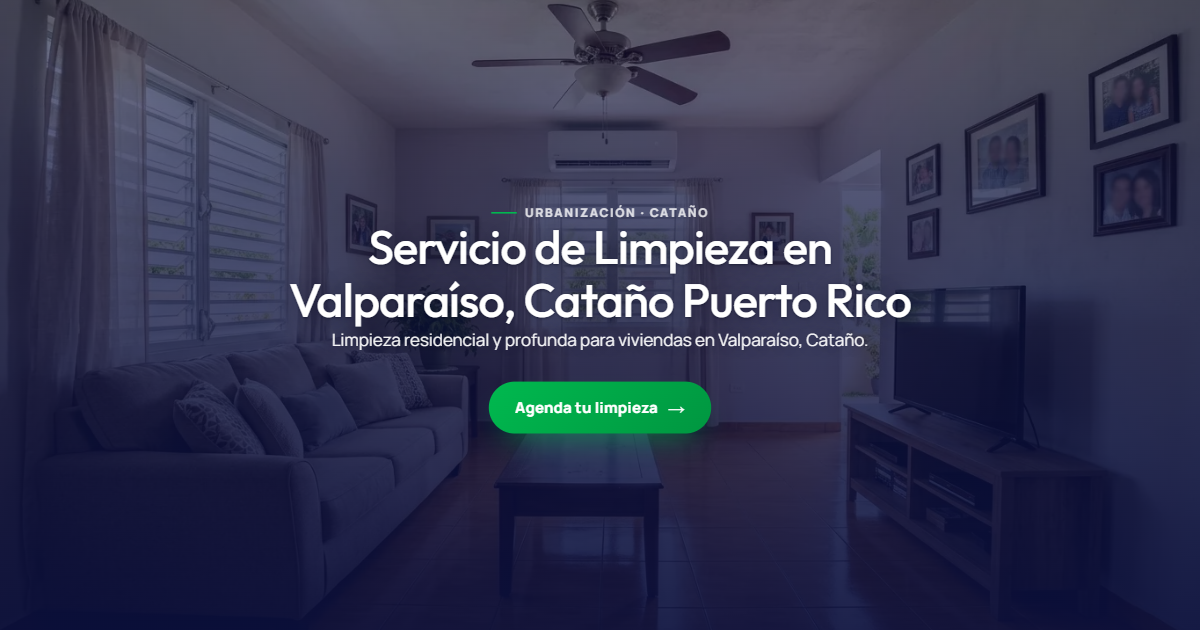 URBANIZACIÓN · CATAÑO
Servicio de Limpieza en
Valparaíso, Cataño Puerto Rico
Limpieza residencial y profunda para viviendas en Valparaíso, Cataño.
Agenda tu limpieza →